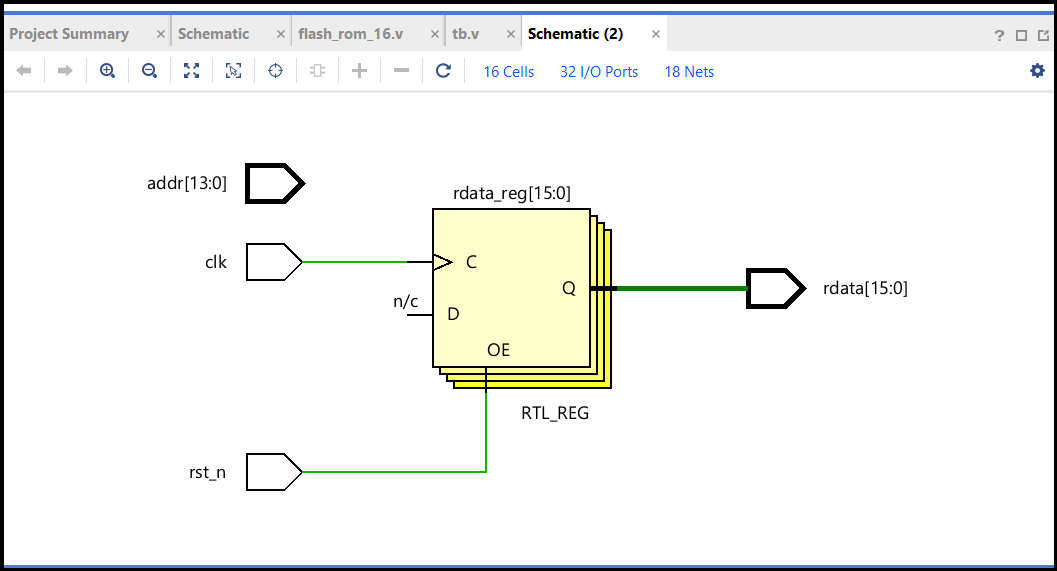 Project Summary × Schematic × flash_rom_16.v × tb.v × Schematic (2) × ?
16 Cells 32 I/O Ports 18 Nets
addr[13:0]
rdata_reg[15:0]
clk
C
Q
rdata[15:0]
n/c
D
OE
RTL_REG
rst_n